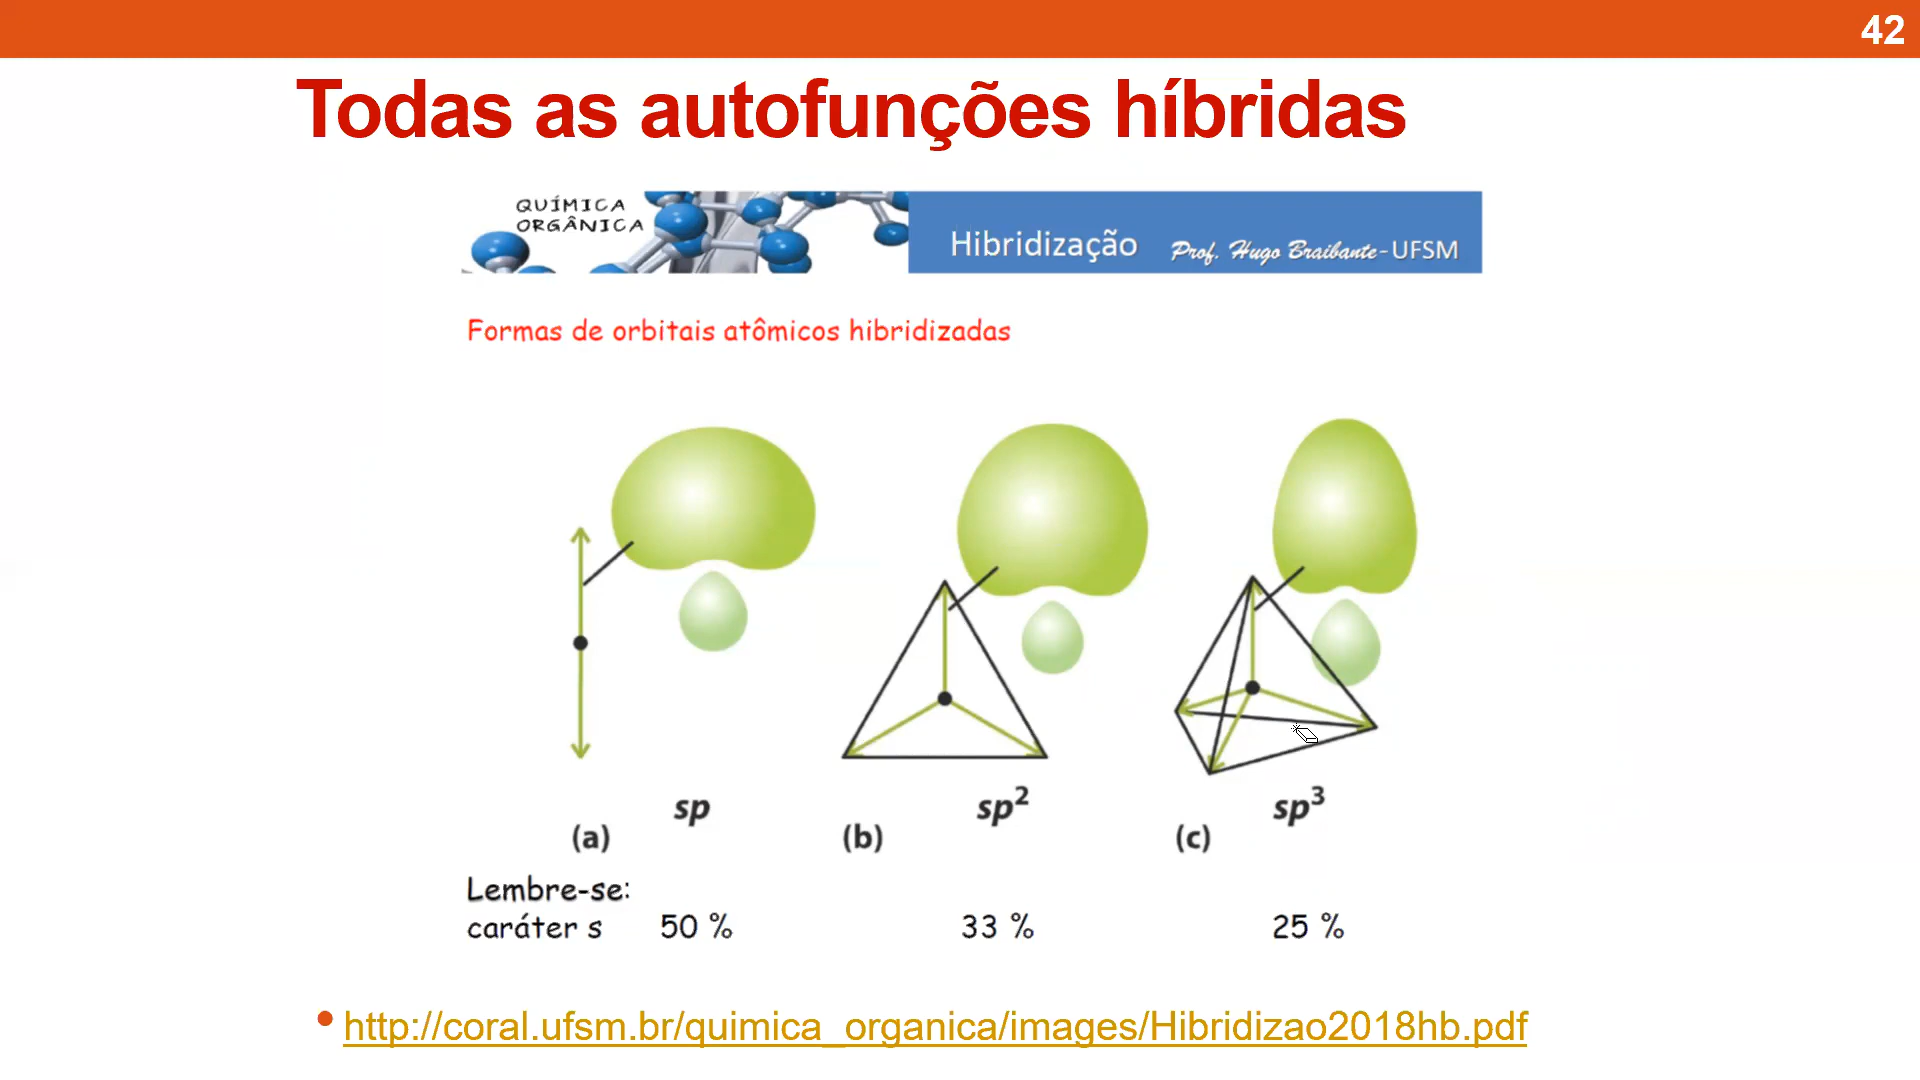 42
Todas as autofunções híbridas
QUÍMICA
ORGÂNICA
Hibridização Prof. Hugo Braibante-UFSM
Formas de orbitais atômicos hibridizadas
sp sp² sp³
(a) (b) (c)
Lembre-se:
caráter s 50 % 33 % 25 %
• http://coral.ufsm.br/quimica_organica/images/Hibridizao2018hb.pdf